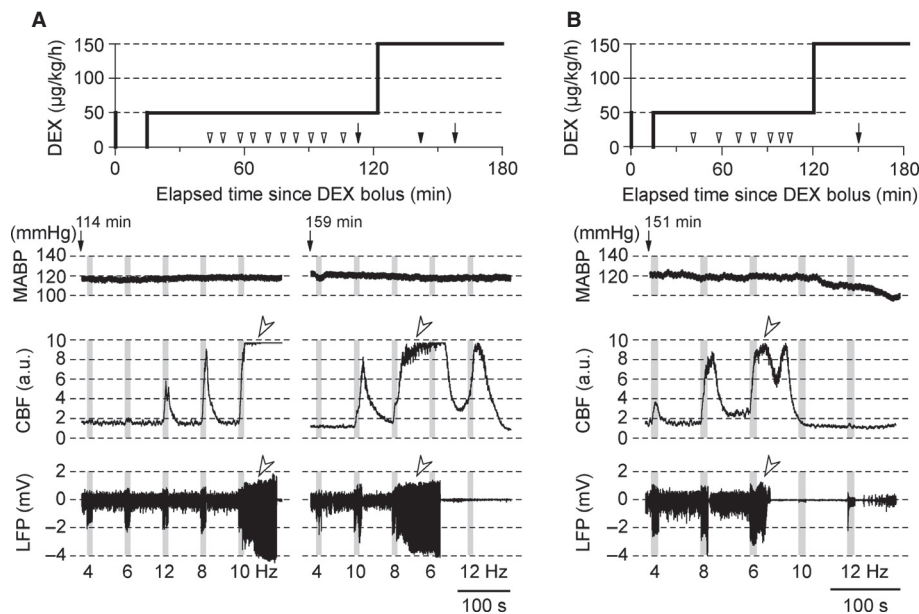 A
DEX (µg/kg/h)
150
100
50
0
0 60 120 180
Elapsed time since DEX bolus (min)
114 min
159 min
(mmHg)
MABP
140
120
100
CBF (a.u.)
10
8
6
4
2
0
LFP (mV)
2
0
−2
−4
4 6 12 8 10 Hz
4 10 8 6 12 Hz
100 s
B
DEX (µg/kg/h)
150
100
50
0
0 60 120 180
Elapsed time since DEX bolus (min)
151 min
(mmHg)
MABP
140
120
100
CBF (a.u.)
10
8
6
4
2
0
LFP (mV)
2
0
−2
−4
4 8 6 10 12 Hz
100 s